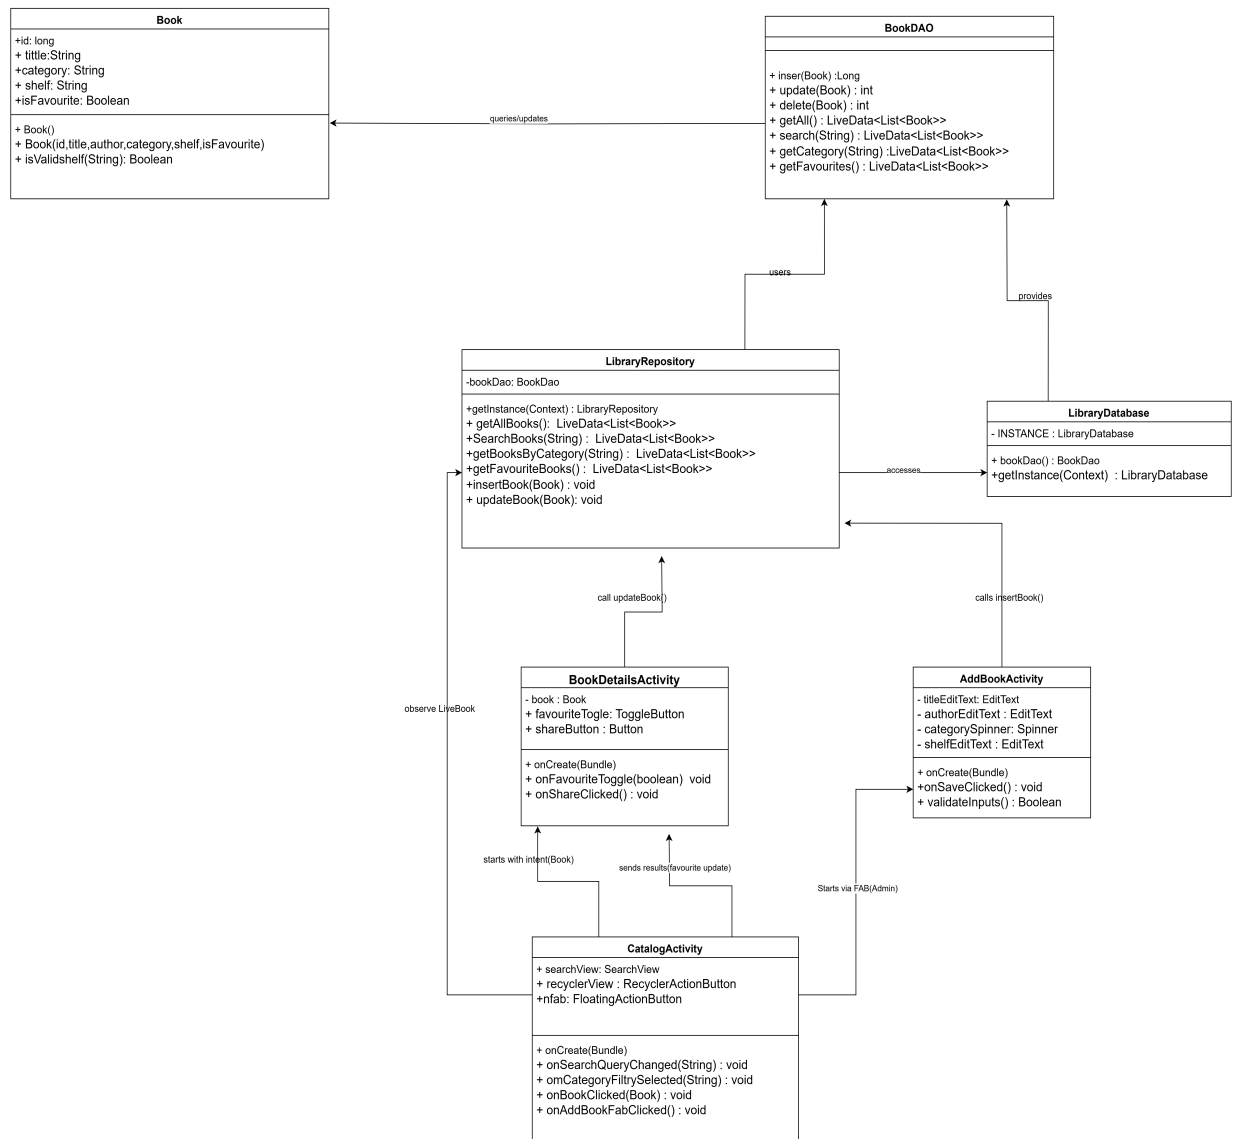 Book
+id: long
+ tittle:String
+category: String
+ shelf: String
+isFavourite: Boolean
+ Book()
+ Book(id,title,author,category,shelf,isFavourite)
+ isValidshelf(String): Boolean
queries/updates
BookDAO
+ inser(Book) :Long
+ update(Book) : int
+ delete(Book) : int
+ getAll() : LiveData<List<Book>>
+ search(String) : LiveData<List<Book>>
+ getCategory(String) :LiveData<List<Book>>
+ getFavourites() : LiveData<List<Book>>
users
provides
LibraryRepository
-bookDao: BookDao
+getInstance(Context) : LibraryRepository
+ getAllBooks():  LiveData<List<Book>>
+SearchBooks(String) :  LiveData<List<Book>>
+getBooksByCategory(String) :  LiveData<List<Book>>
+getFavouriteBooks() :  LiveData<List<Book>>
+insertBook(Book) : void
+ updateBook(Book): void
accesses
LibraryDatabase
- INSTANCE : LibraryDatabase
+ bookDao() : BookDao
+getInstance(Context)  : LibraryDatabase
call updateBook()
calls insertBook()
observe LiveBook
BookDetailsActivity
- book : Book
+ favouriteTogle: ToggleButton
+ shareButton : Button
+ onCreate(Bundle)
+ onFavouriteToggle(boolean)  void
+ onShareClicked() : void
AddBookActivity
- titleEditText: EditText
- authorEditText : EditText
- categorySpinner: Spinner
- shelfEditText : EditText
+ onCreate(Bundle)
+onSaveClicked() : void
+ validateInputs() : Boolean
starts with intent(Book)
sends results(favourite update)
Starts via FAB(Admin)
CatalogActivity
+ searchView: SearchView
+ recyclerView : RecyclerActionButton
+nfab: FloatingActionButton
+ onCreate(Bundle)
+ onSearchQueryChanged(String) : void
+ omCategoryFiltrySelected(String) : void
+ onBookClicked(Book) : void
+ onAddBookFabClicked() : void